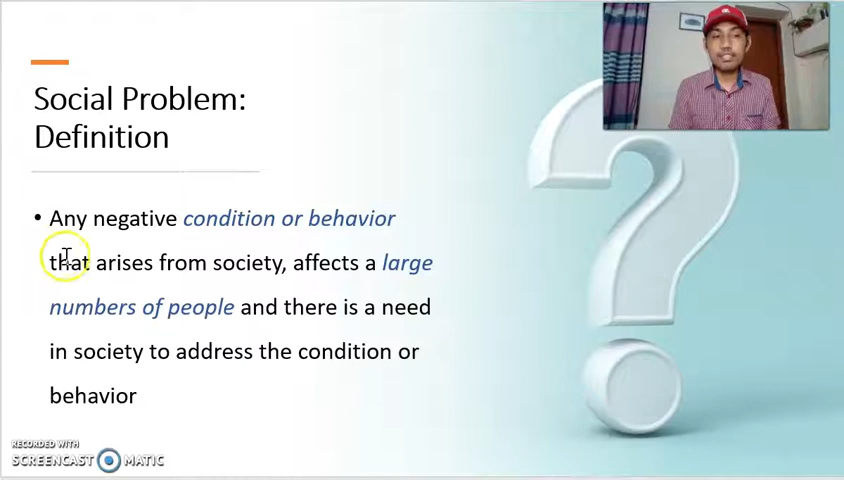 Social Problem:
Definition
• Any negative condition or behavior
that arises from society, affects a large
numbers of people and there is a need
in society to address the condition or
behavior
RECORDED WITH
SCREENCAST MATIC